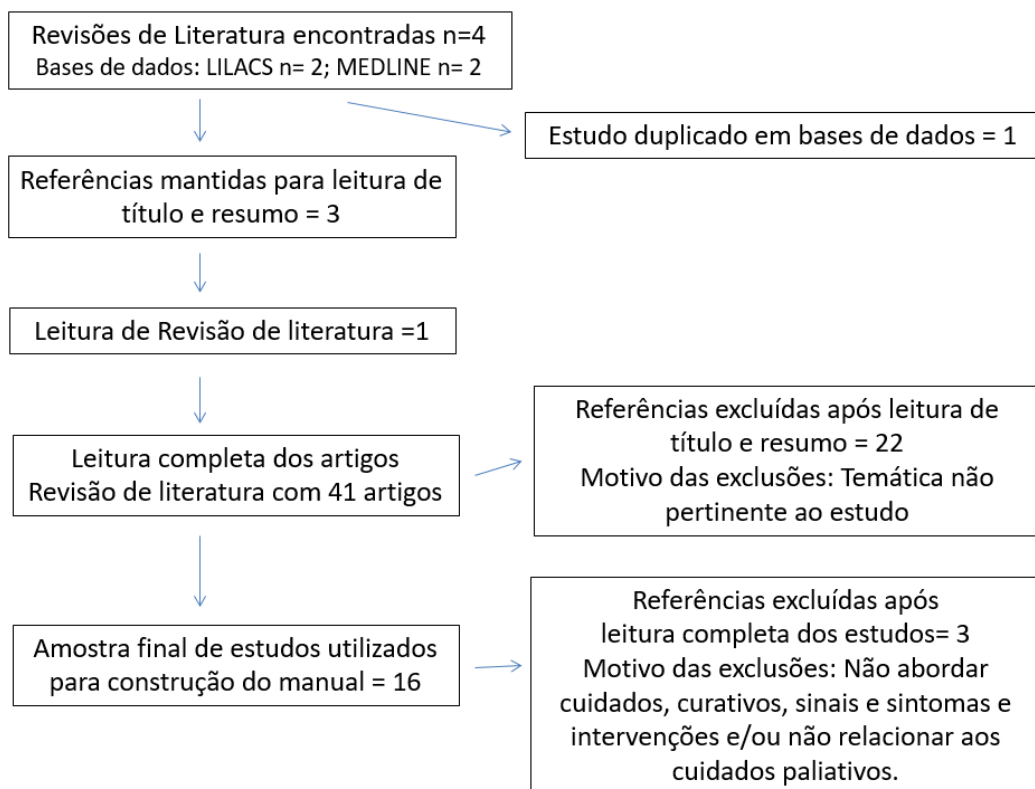 Revisões de Literatura encontradas n=4
Bases de dados: LILACS n= 2; MEDLINE n= 2
Estudo duplicado em bases de dados = 1
Referências mantidas para leitura de
título e resumo = 3
Leitura de Revisão de literatura =1
Leitura completa dos artigos
Revisão de literatura com 41 artigos
Referências excluídas após leitura de
título e resumo = 22
Motivo das exclusões: Temática não
pertinente ao estudo
Amostra final de estudos utilizados
para construção do manual = 16
Referências excluídas após
leitura completa dos estudos= 3
Motivo das exclusões: Não abordar
cuidados, curativos, sinais e sintomas e
intervenções e/ou não relacionar aos
cuidados paliativos.